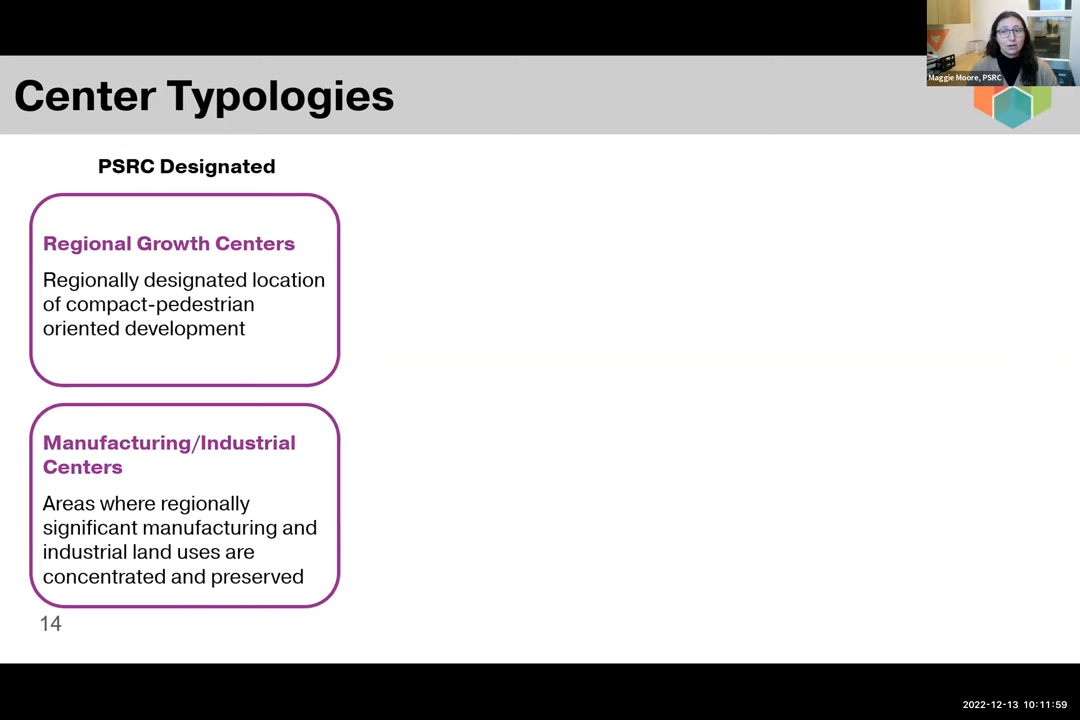 Center Typologies
Maggie Moore, PSRC
PSRC Designated
Regional Growth Centers
Regionally designated location
of compact-pedestrian
oriented development
Manufacturing/Industrial
Centers
Areas where regionally
significant manufacturing and
industrial land uses are
concentrated and preserved
14
2022-12-13 10:11:59